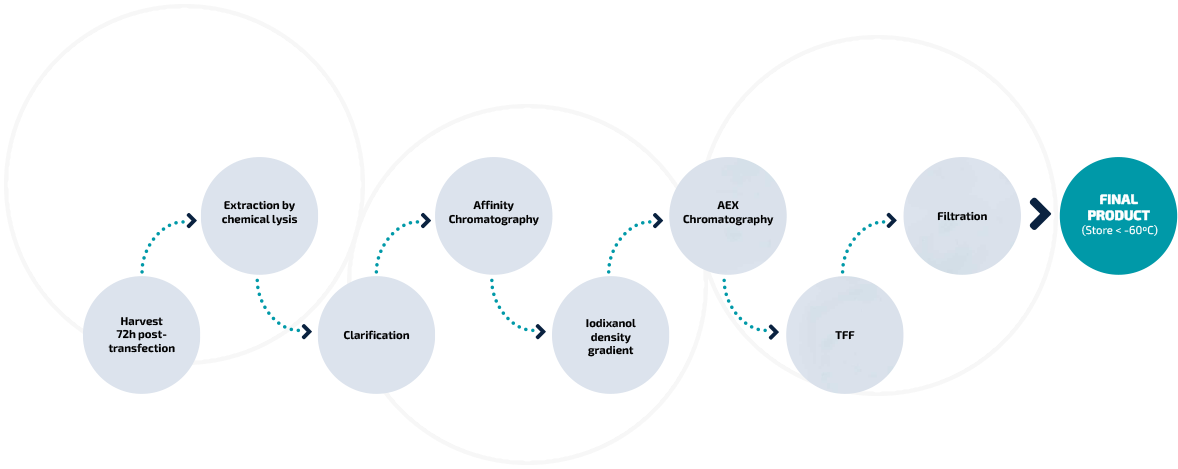 Harvest
72h post-
transfection
Extraction by
chemical lysis
Clarification
Affinity
Chromatography
Iodixanol
density
gradient
AEX
Chromatography
TFF
Filtration
FINAL
PRODUCT
(Store < -60ºC)